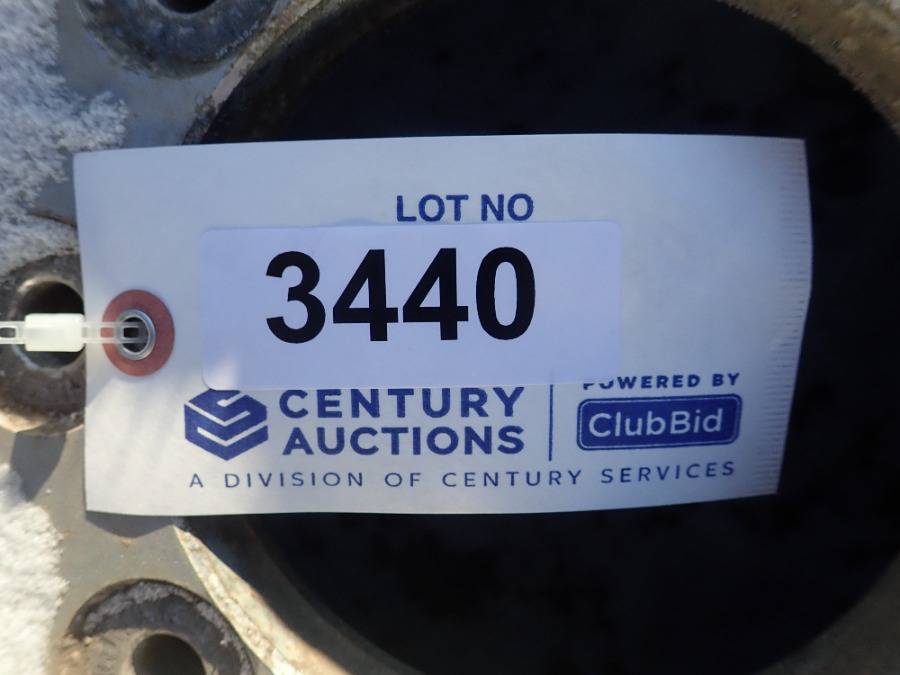 LOT NO
3440
CENTURY
AUCTIONS
POWERED BY
ClubBid
A DIVISION OF CENTURY SERVICES